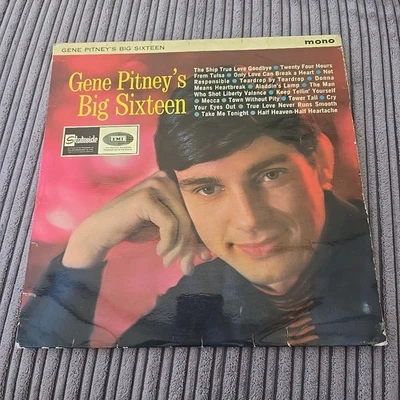 GENE PITNEY'S BIG SIXTEEN
mono
Gene Pitney's
Big Sixteen
The Ship True Love Goodbye ● Twenty Four Hours
From Tulsa ● Only Love Can Break a Heart ● Not
Responsible ● Teardrop By Teardrop ● Donna
Means Heartbreak ● Aladdin's Lamp ● The Man
Who Shot Liberty Valance ● Keep Tellin' Yourself
● Mecca ● Town Without Pity ● Tower Tall ● Cry
Your Eyes Out ● True Love Never Runs Smooth
● Take Me Tonight ● Half Heaven-Half Heartache
Stateside
EMI